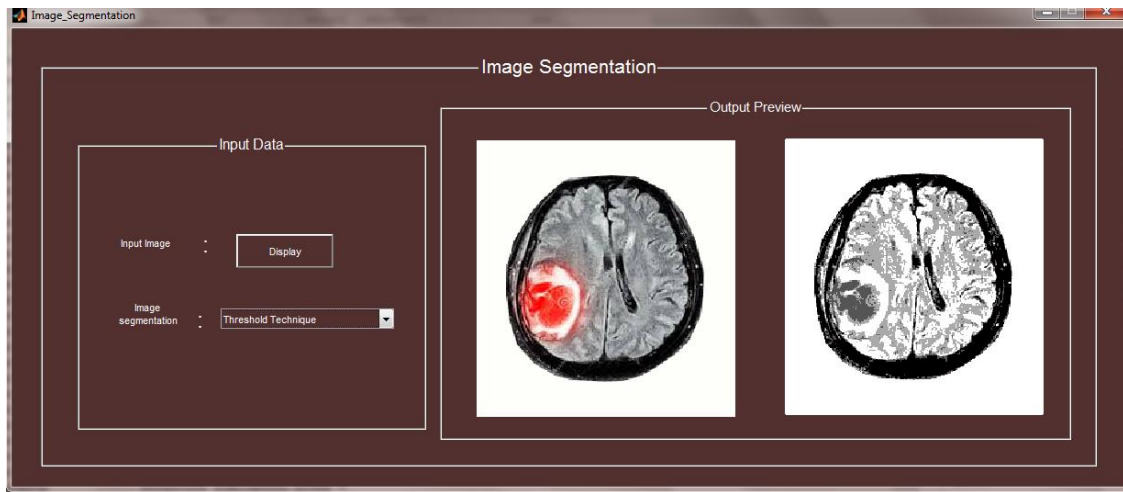 Image_Segmentation
Image Segmentation
Output Preview
Input Data
Input Image :
Display
Image
segmentation :
Threshold Technique